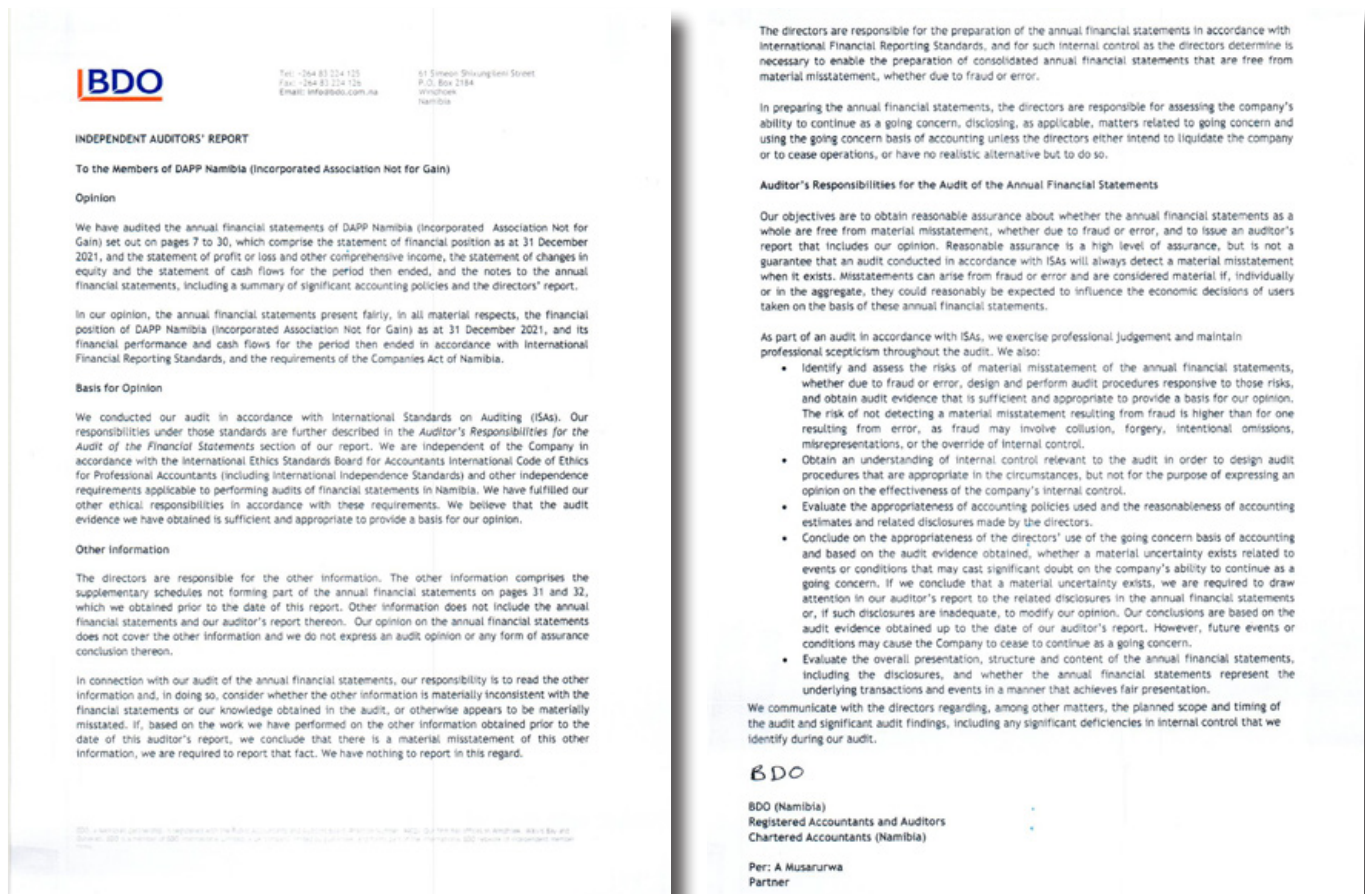 BDO
Tel: +264 83 224 125
Fax: +264 83 224 126
Email: info@bdo.com.na
61 Simeon Shixungileni Street
P.O. Box 2184
Windhoek
Namibia
INDEPENDENT AUDITORS' REPORT
To the Members of DAPP Namibia (Incorporated Association Not for Gain)
Opinion
We have audited the annual financial statements of DAPP Namibia (Incorporated Association Not for
Gain) set out on pages 7 to 30, which comprise the statement of financial position as at 31 December
2021, and the statement of profit or loss and other comprehensive income, the statement of changes in
equity and the statement of cash flows for the period then ended, and the notes to the annual
financial statements, including a summary of significant accounting policies and the directors' report.
In our opinion, the annual financial statements present fairly, in all material respects, the financial
position of DAPP Namibia (Incorporated Association Not for Gain) as at 31 December 2021, and its
financial performance and cash flows for the period then ended in accordance with International
Financial Reporting Standards, and the requirements of the Companies Act of Namibia.
Basis for Opinion
We conducted our audit in accordance with International Standards on Auditing (ISAs). Our
responsibilities under those standards are further described in the Auditor's Responsibilities for the
Audit of the Financial Statements section of our report. We are independent of the Company in
accordance with the International Ethics Standards Board for Accountants International Code of Ethics
for Professional Accountants (including International Independence Standards) and other independence
requirements applicable to performing audits of financial statements in Namibia. We have fulfilled our
other ethical responsibilities in accordance with these requirements. We believe that the audit
evidence we have obtained is sufficient and appropriate to provide a basis for our opinion.
Other information
The directors are responsible for the other information. The other information comprises the
supplementary schedules not forming part of the annual financial statements on pages 31 and 32,
which we obtained prior to the date of this report. Other information does not include the annual
financial statements and our auditor's report thereon. Our opinion on the annual financial statements
does not cover the other information and we do not express an audit opinion or any form of assurance
conclusion thereon.
In connection with our audit of the annual financial statements, our responsibility is to read the other
information and, in doing so, consider whether the other information is materially inconsistent with the
financial statements or our knowledge obtained in the audit, or otherwise appears to be materially
misstated. If, based on the work we have performed on the other information obtained prior to the
date of this auditor's report, we conclude that there is a material misstatement of this other
information, we are required to report that fact. We have nothing to report in this regard.
The directors are responsible for the preparation of the annual financial statements in accordance with
International Financial Reporting Standards, and for such internal control as the directors determine is
necessary to enable the preparation of consolidated annual financial statements that are free from
material misstatement, whether due to fraud or error.
In preparing the annual financial statements, the directors are responsible for assessing the company's
ability to continue as a going concern, disclosing, as applicable, matters related to going concern and
using the going concern basis of accounting unless the directors either intend to liquidate the company
or to cease operations, or have no realistic alternative but to do so.
Auditor's Responsibilities for the Audit of the Annual Financial Statements
Our objectives are to obtain reasonable assurance about whether the annual financial statements as a
whole are free from material misstatement, whether due to fraud or error, and to issue an auditor's
report that includes our opinion. Reasonable assurance is a high level of assurance, but is not a
guarantee that an audit conducted in accordance with ISAs will always detect a material misstatement
when it exists. Misstatements can arise from fraud or error and are considered material if, individually
or in the aggregate, they could reasonably be expected to influence the economic decisions of users
taken on the basis of these annual financial statements.
As part of an audit in accordance with ISAs, we exercise professional judgement and maintain
professional scepticism throughout the audit. We also:
• Identify and assess the risks of material misstatement of the annual financial statements,
whether due to fraud or error, design and perform audit procedures responsive to those risks,
and obtain audit evidence that is sufficient and appropriate to provide a basis for our opinion.
The risk of not detecting a material misstatement resulting from fraud is higher than for one
resulting from error, as fraud may involve collusion, forgery, intentional omissions,
misrepresentations, or the override of internal control.
• Obtain an understanding of internal control relevant to the audit in order to design audit
procedures that are appropriate in the circumstances, but not for the purpose of expressing an
opinion on the effectiveness of the company's internal control.
• Evaluate the appropriateness of accounting policies used and the reasonableness of accounting
estimates and related disclosures made by the directors.
• Conclude on the appropriateness of the directors' use of the going concern basis of accounting
and based on the audit evidence obtained, whether a material uncertainty exists related to
events or conditions that may cast significant doubt on the company's ability to continue as a
going concern. If we conclude that a material uncertainty exists, we are required to draw
attention in our auditor's report to the related disclosures in the annual financial statements
or, if such disclosures are inadequate, to modify our opinion. Our conclusions are based on the
audit evidence obtained up to the date of our auditor's report. However, future events or
conditions may cause the Company to cease to continue as a going concern.
• Evaluate the overall presentation, structure and content of the annual financial statements,
including the disclosures, and whether the annual financial statements represent the
underlying transactions and events in a manner that achieves fair presentation.
We communicate with the directors regarding, among other matters, the planned scope and timing of
the audit and significant audit findings, including any significant deficiencies in internal control that we
identify during our audit.
BDO
BDO (Namibia)
Registered Accountants and Auditors
Chartered Accountants (Namibia)
Per: A Musarurwa
Partner